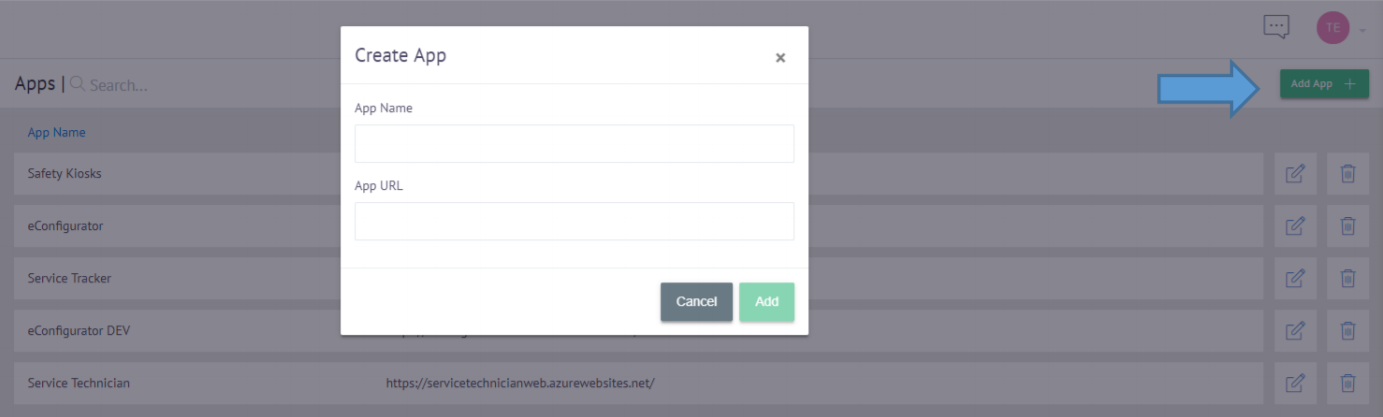 TE
Create App ×
Apps | Search...
Add App +
App Name
App Name
Safety Kiosks
App URL
eConfigurator
Service Tracker
Cancel Add
eConfigurator DEV
Service Technician https://servicetechnicianweb.azurewebsites.net/